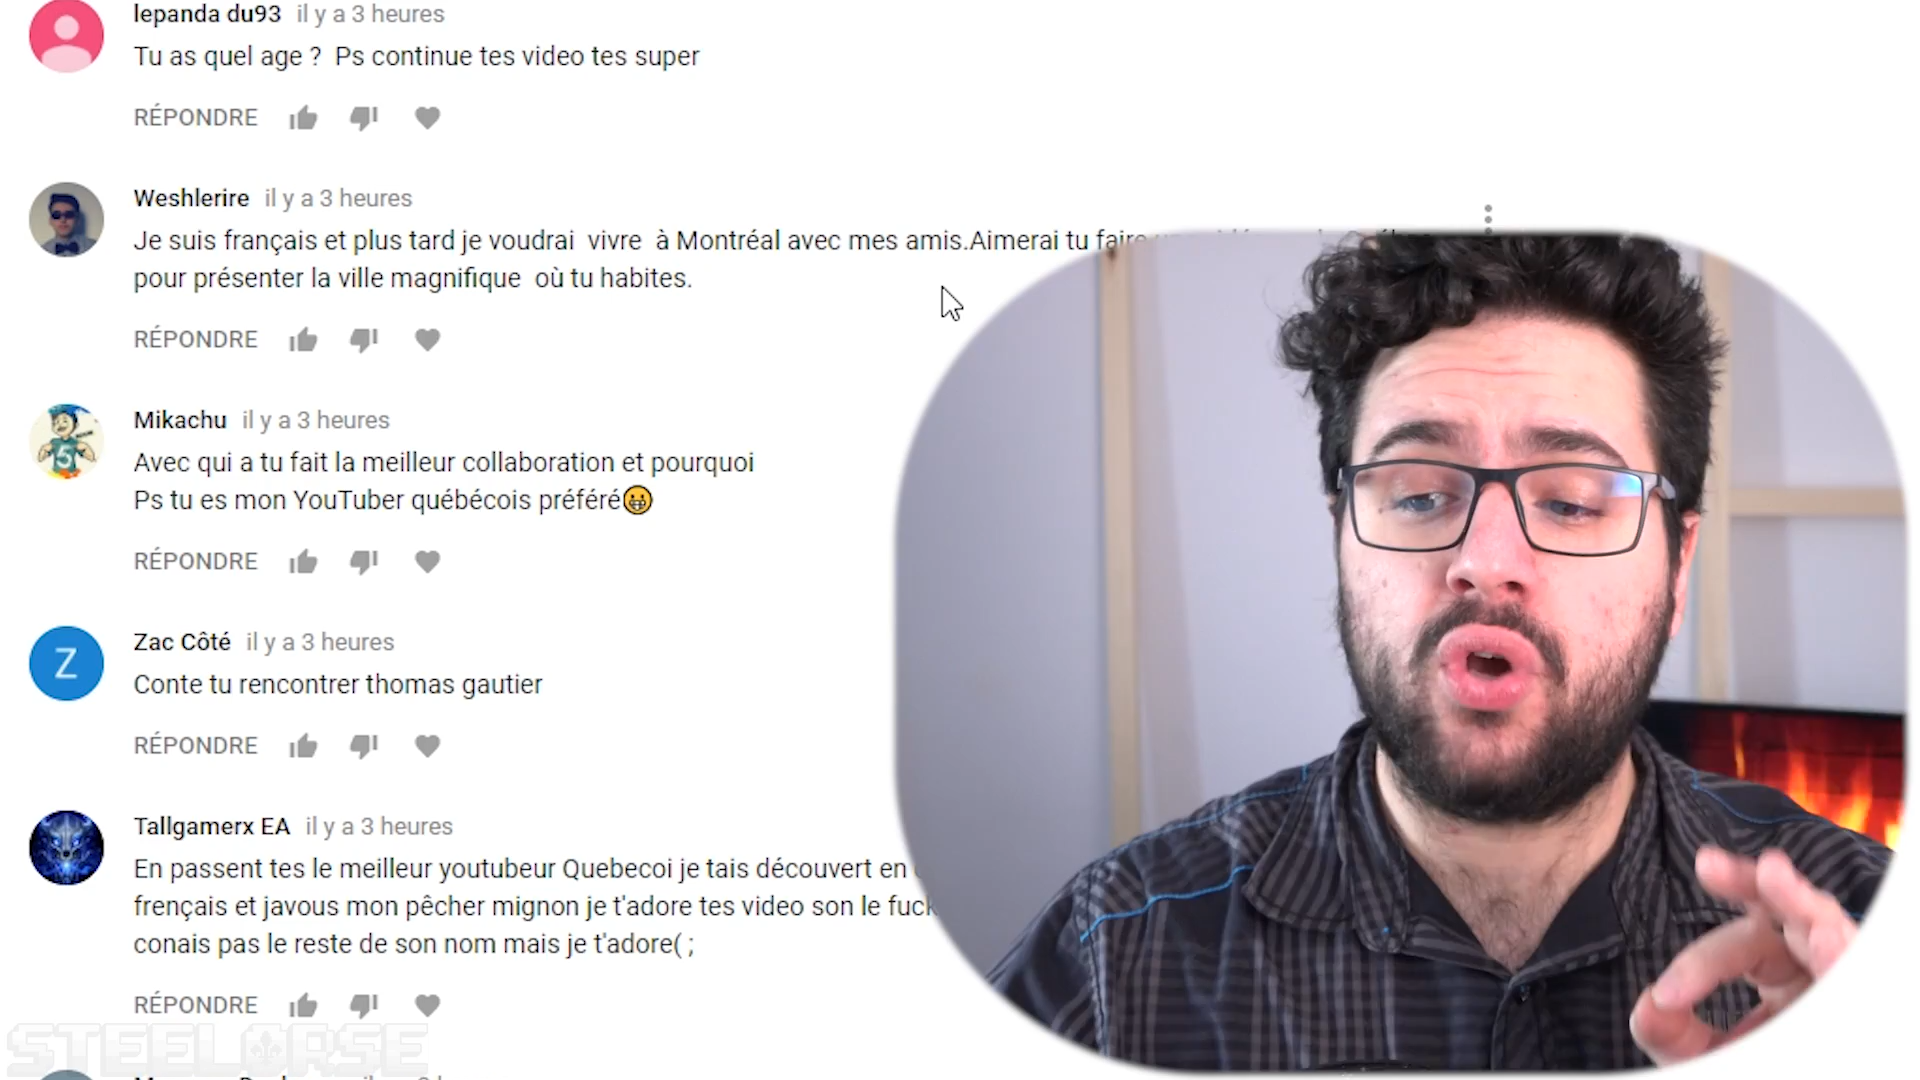 lepanda du93 il y a 3 heures
Tu as quel age ? Ps continue tes video tes super
RÉPONDRE
Weshlerire il y a 3 heures
Je suis français et plus tard je voudrai vivre à Montréal avec mes amis.Aimerai tu faire
pour présenter la ville magnifique où tu habites.
RÉPONDRE
Mikachu il y a 3 heures
Avec qui a tu fait la meilleur collaboration et pourquoi
Ps tu es mon YouTuber québécois préféré😀
RÉPONDRE
Z
Zac Côté il y a 3 heures
Conte tu rencontrer thomas gautier
RÉPONDRE
Tallgamerx EA il y a 3 heures
En passent tes le meilleur youtubeur Quebecoi je tais découvert en
frençais et javous mon pêcher mignon je t'adore tes video son le
conais pas le reste de son nom mais je t'adore( ;
RÉPONDRE
STEELORSE